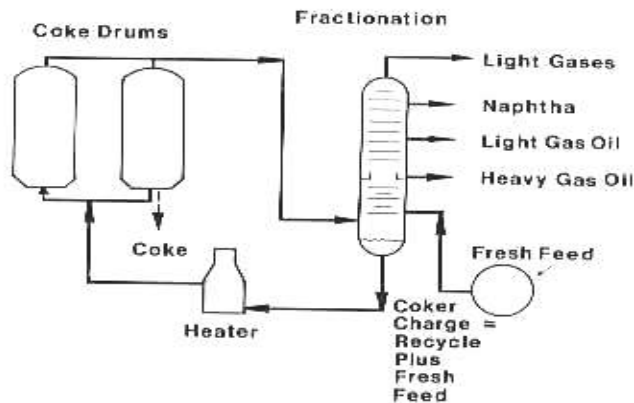 Fractionation
Coke Drums
Light Gases
Naphtha
Light Gas Oil
Heavy Gas Oil
Coke
Fresh Feed
Heater
Coker
Charge =
Recycle
Plus
Fresh
Feed